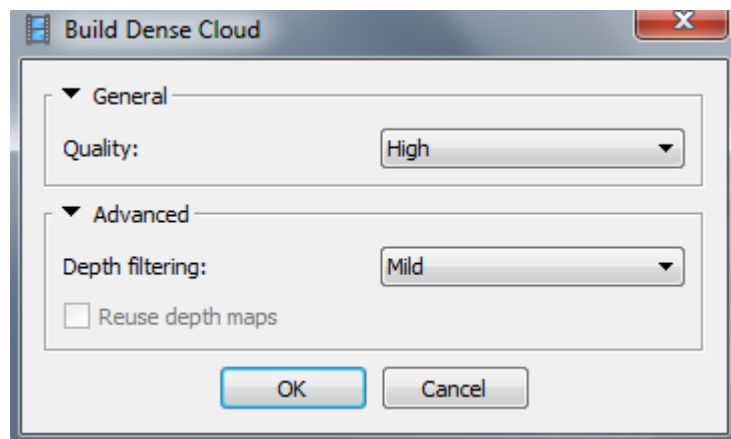 Build Dense Cloud
General
Quality: High
Advanced
Depth filtering: Mild
Reuse depth maps
OK Cancel